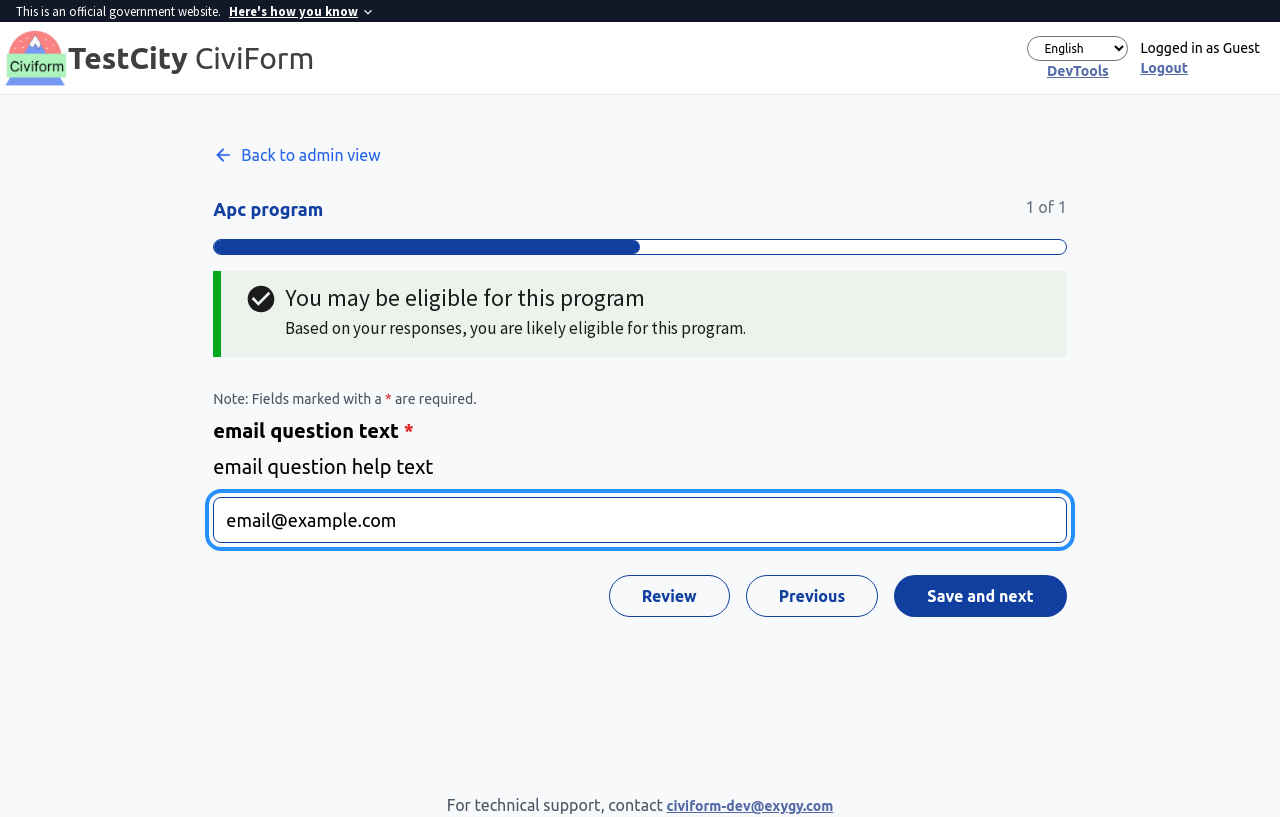 This is an official government website. Here's how you know
Civiform
TestCity CiviForm
English
DevTools
Logged in as Guest
Logout
Back to admin view
Apc program
1 of 1
You may be eligible for this program
Based on your responses, you are likely eligible for this program.
Note: Fields marked with a * are required.
email question text *
email question help text
email@example.com
Review
Previous
Save and next
For technical support, contact civiform-dev@exygy.com